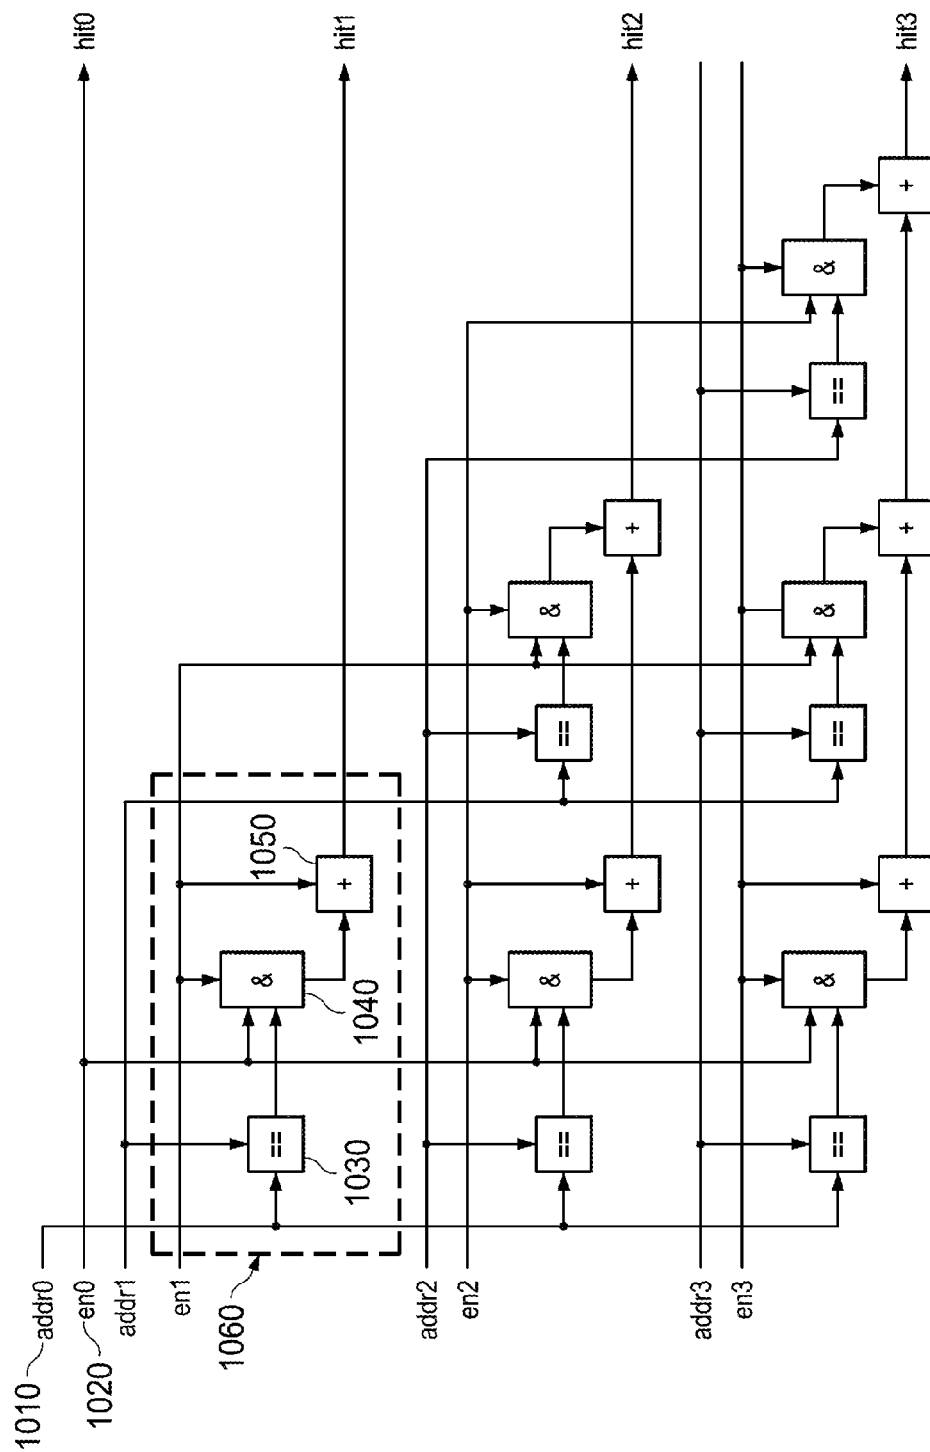 1010
addr0
1020
en0
hit0
addr1
en1
1060
==
1030
&
1040
+
1050
hit1
addr2
en2
==
&
+
==
&
+
hit2
addr3
en3
==
&
+
==
&
+
==
&
+
hit3